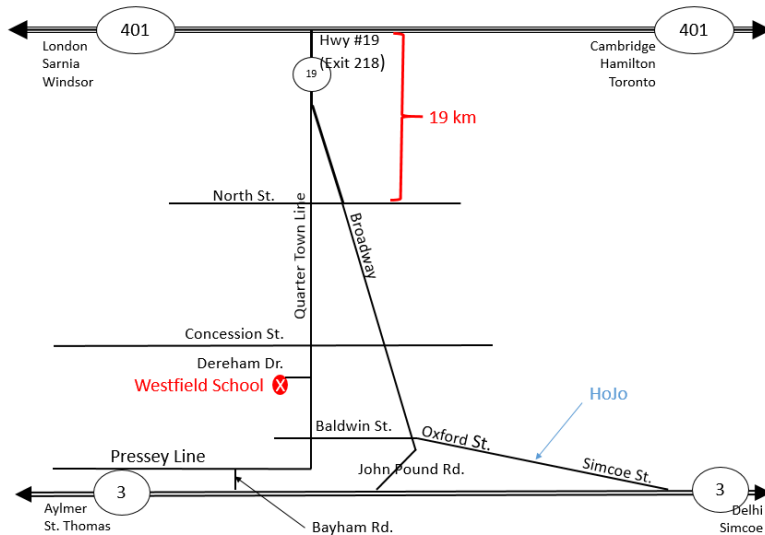 401
401
London
Sarnia
Windsor
Hwy #19
(Exit 218)
19
Cambridge
Hamilton
Toronto
19 km
North St.
Quarter Town Line
Broadway
Concession St.
Dereham Dr.
Westfield School
X
HoJo
Baldwin St.
Oxford St.
Simcoe St.
Pressey Line
John Pound Rd.
3
3
Aylmer
St. Thomas
Bayham Rd.
Delhi
Simcoe